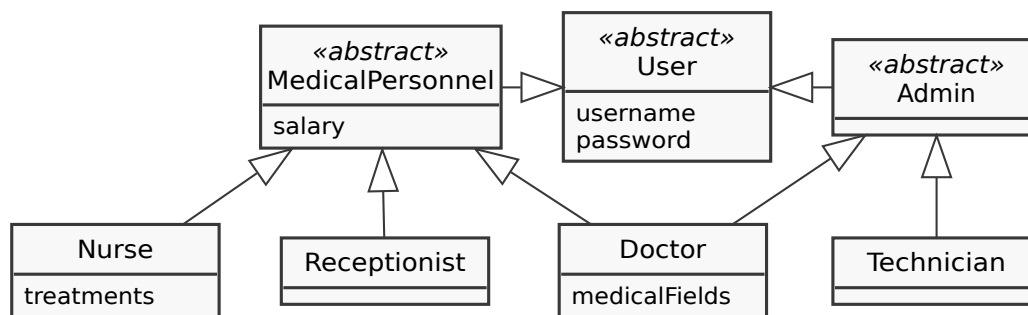 «abstract»
MedicalPersonnel
salary
«abstract»
User
username
password
«abstract»
Admin
Nurse
treatments
Receptionist
Doctor
medicalFields
Technician